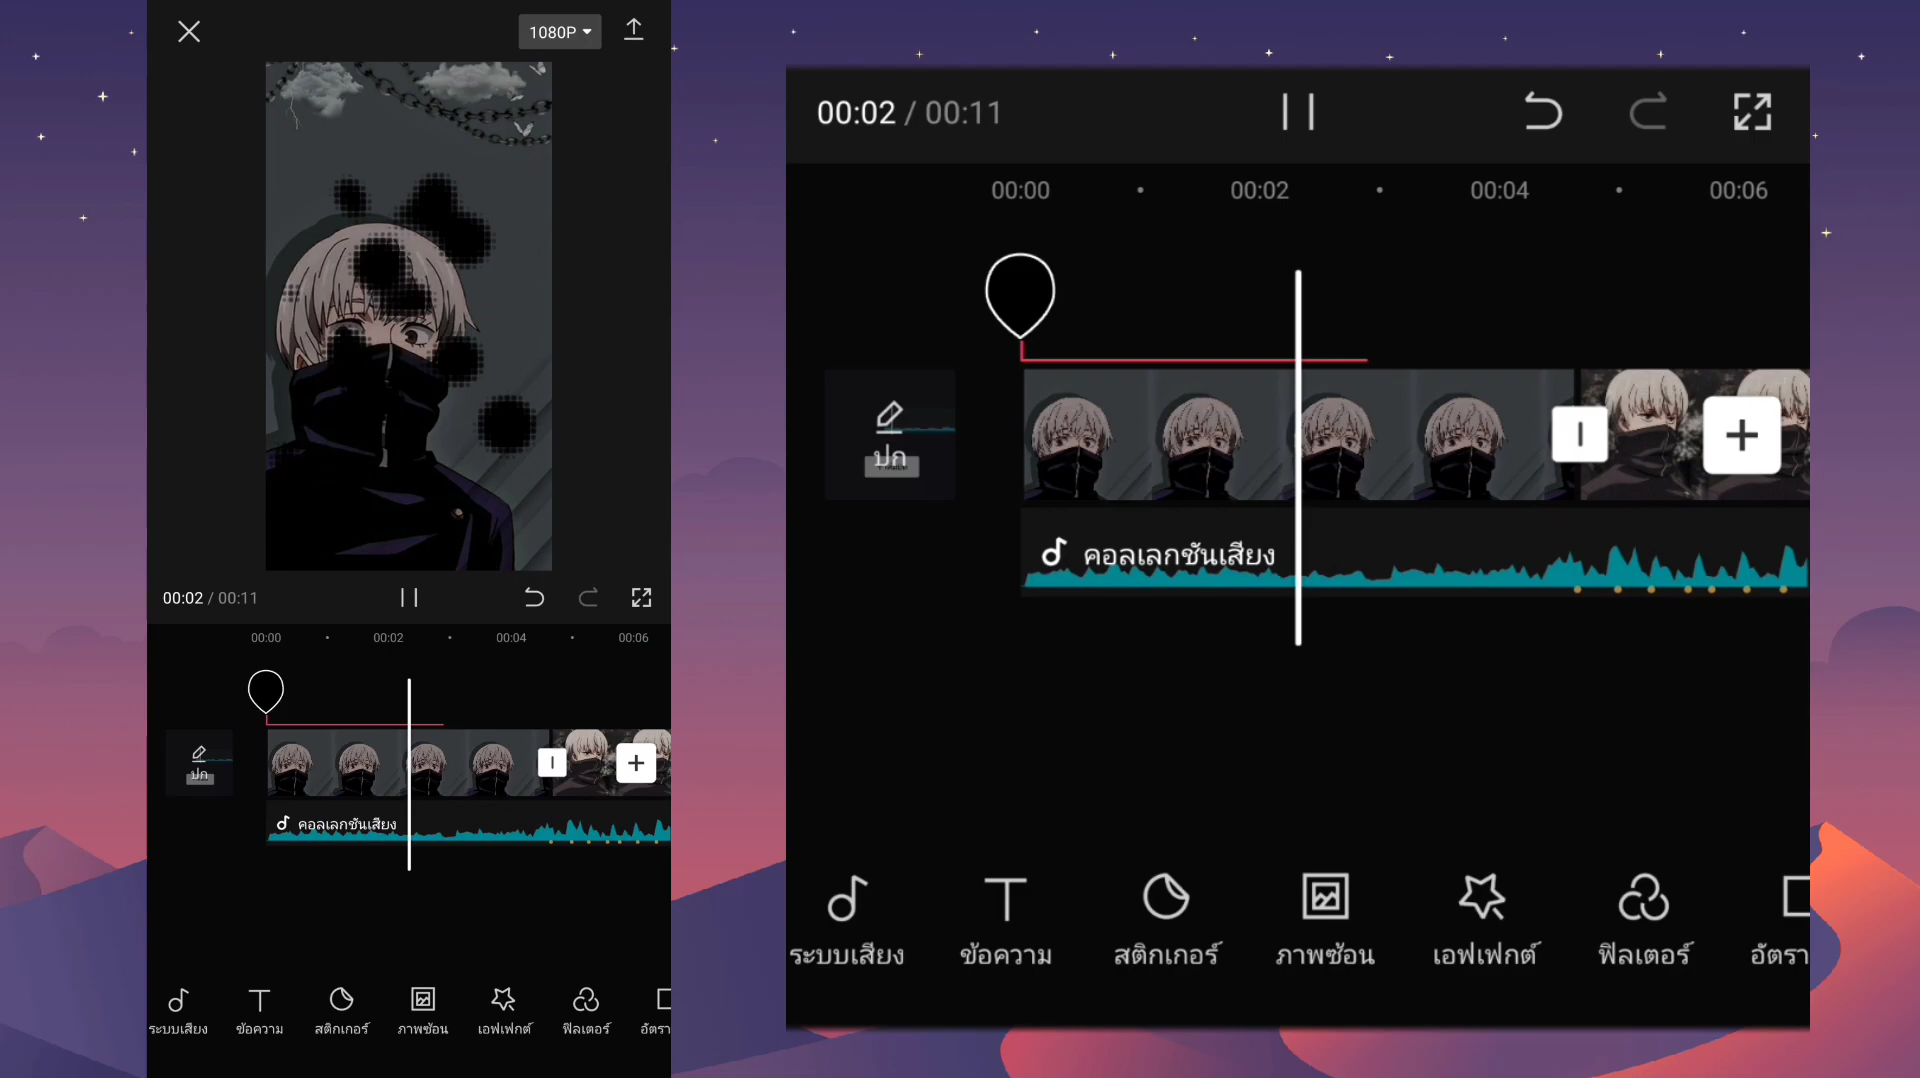 1080P
00:02 / 00:11
00:00 00:02 00:04 00:06
ปก
คอลเลกชันเสียง
ระบบเสียง ข้อความ สติกเกอร์ ภาพซ้อน เอฟเฟกต์ ฟิลเตอร์ อัตรา
00:02 / 00:11
00:00 00:02 00:04 00:06
ปก
คอลเลกชันเสียง
ระบบเสียง ข้อความ สติกเกอร์ ภาพซ้อน เอฟเฟกต์ ฟิลเตอร์ อัตรา